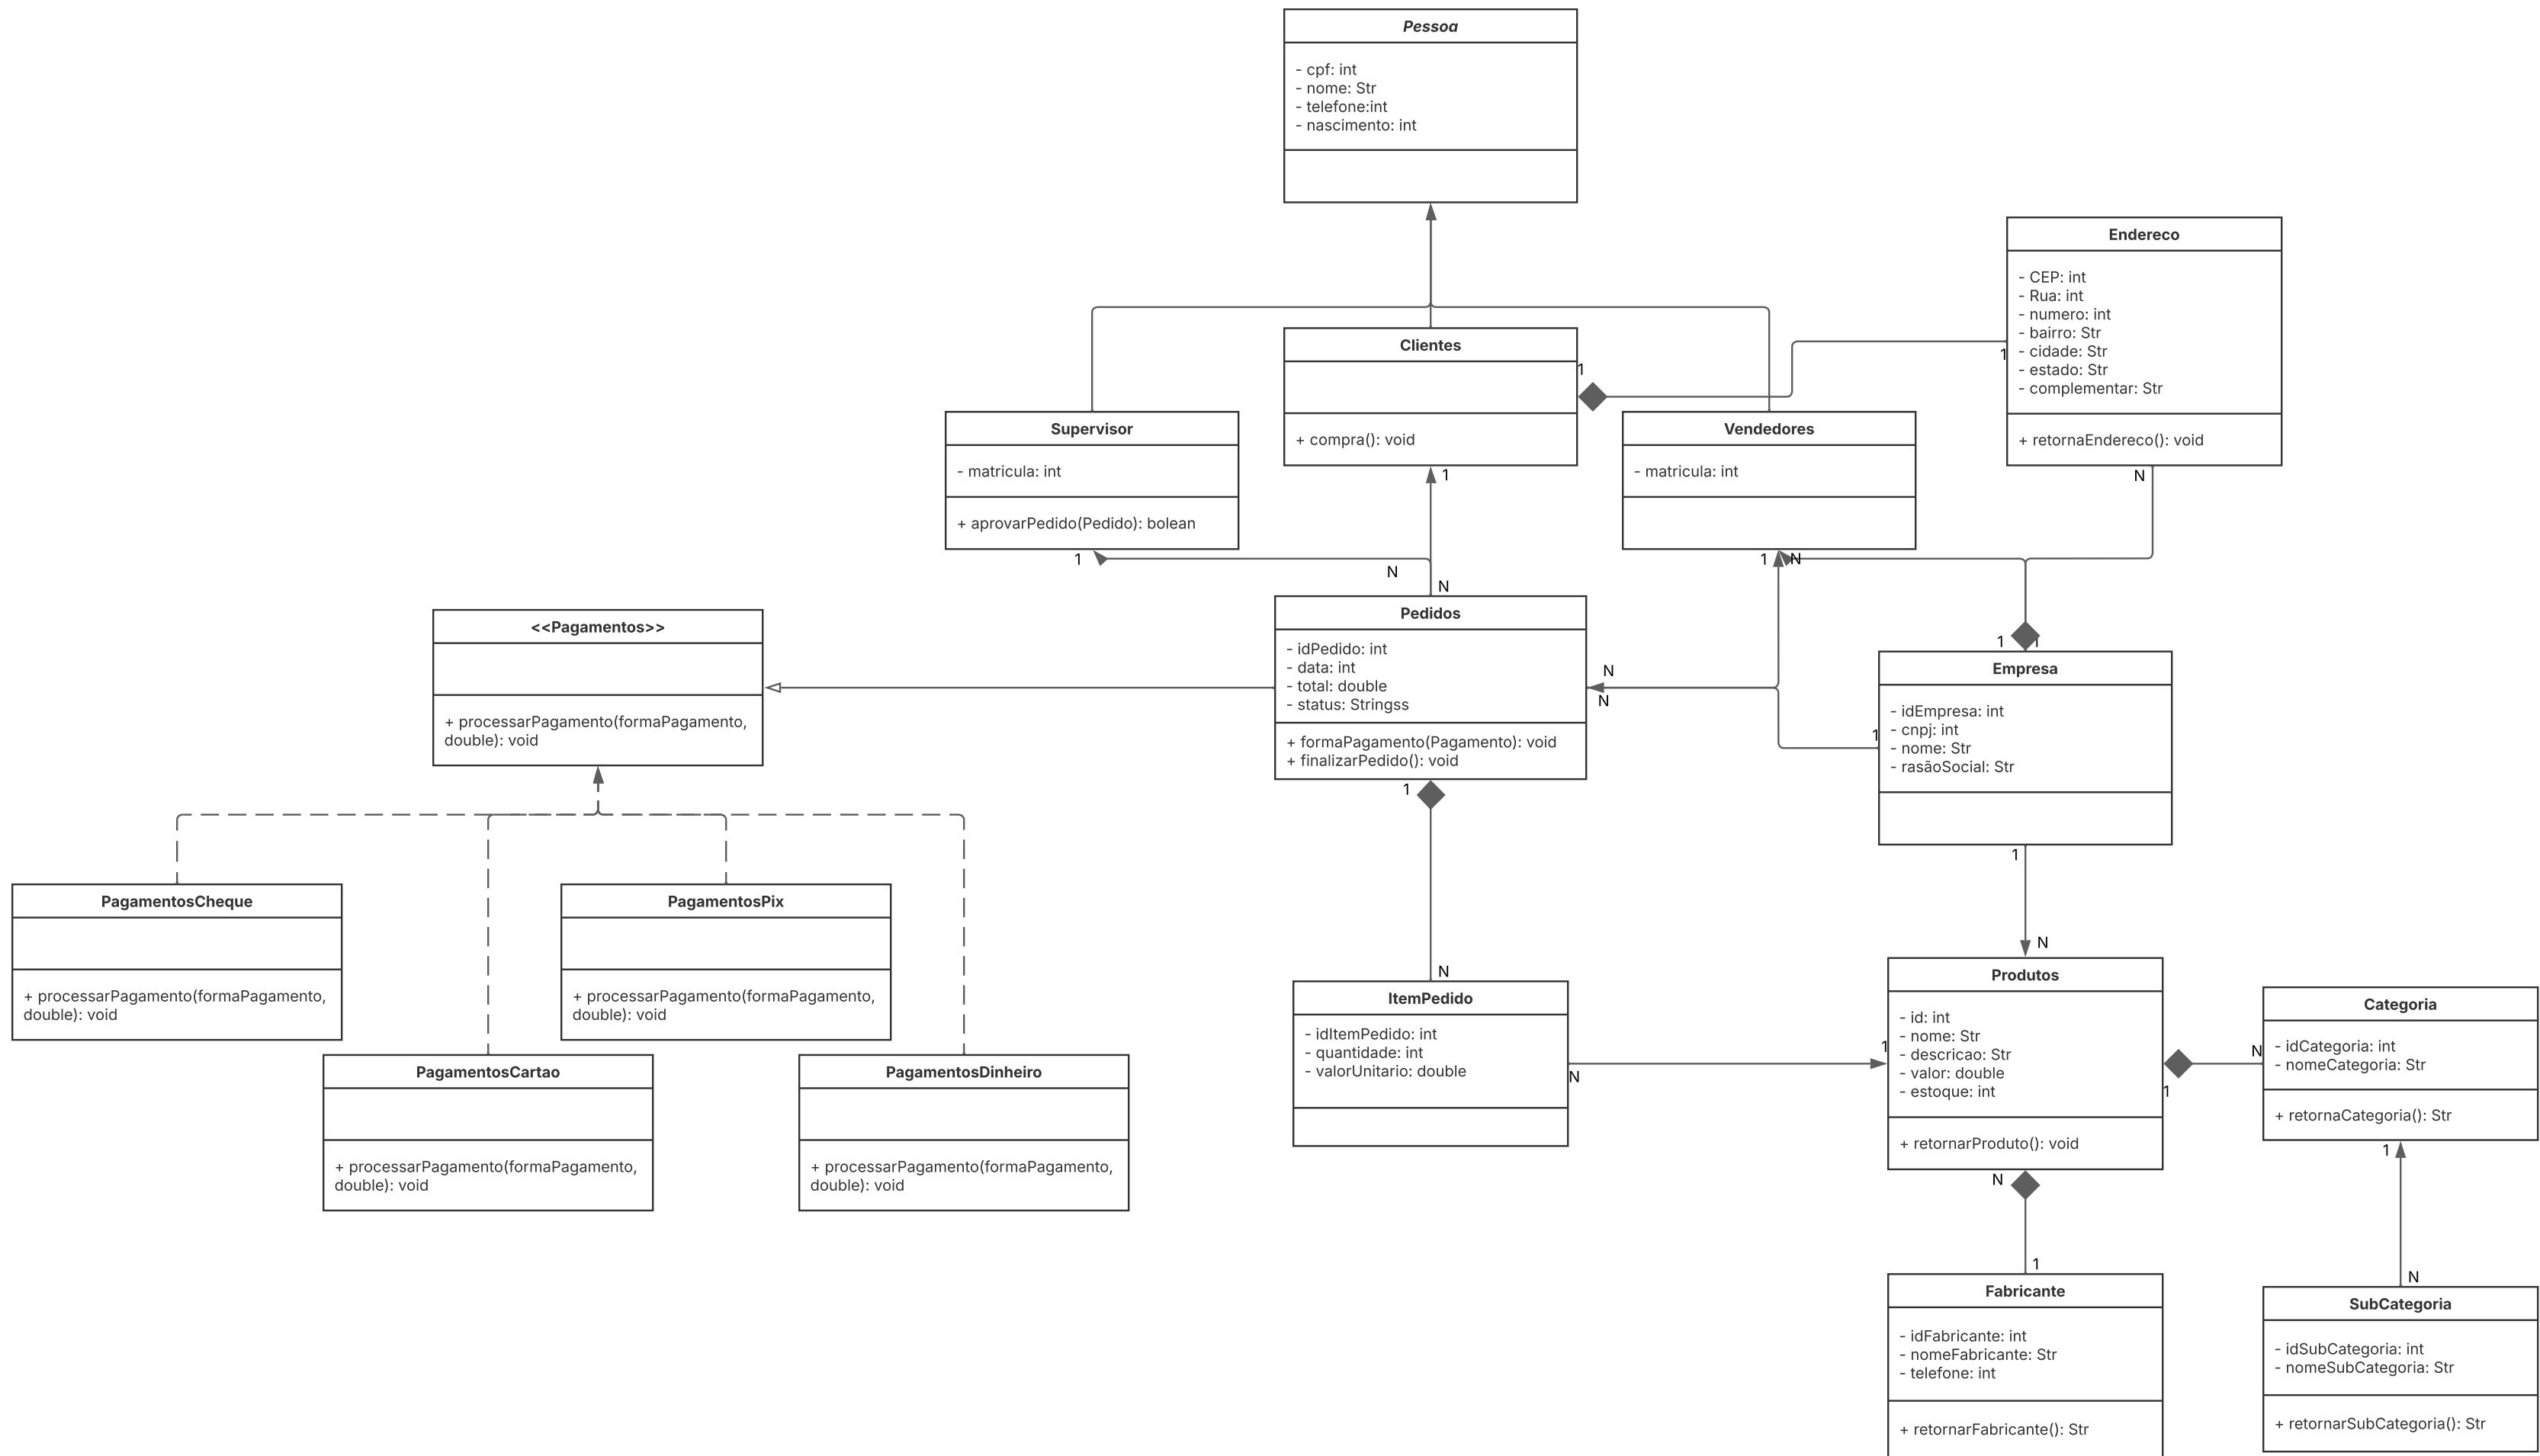 Pessoa
- cpf: int
- nome: Str
- telefone:int
- nascimento: int
Endereco
- CEP: int
- Rua: int
- numero: int
- bairro: Str
- cidade: Str
- estado: Str
- complementar: Str
+ retornaEndereco(): void
1
N
Clientes
+ compra(): void
1
1
Supervisor
- matricula: int
+ aprovarPedido(Pedido): bolean
1
Vendedores
- matricula: int
1
N
N
N
<<Pagamentos>>
+ processarPagamento(formaPagamento,
double): void
Pedidos
- idPedido: int
- data: int
- total: double
- status: Stringss
+ formaPagamento(Pagamento): void
+ finalizarPedido(): void
N
N
1
1
1
Empresa
- idEmpresa: int
- cnpj: int
- nome: Str
- rasãoSocial: Str
1
1
N
PagamentosCheque
+ processarPagamento(formaPagamento,
double): void
PagamentosPix
+ processarPagamento(formaPagamento,
double): void
PagamentosCartao
+ processarPagamento(formaPagamento,
double): void
PagamentosDinheiro
+ processarPagamento(formaPagamento,
double): void
N
ItemPedido
- idItemPedido: int
- quantidade: int
- valorUnitario: double
N
1
Produtos
- id: int
- nome: Str
- descricao: Str
- valor: double
- estoque: int
+ retornarProduto(): void
1
N
N
Categoria
- idCategoria: int
- nomeCategoria: Str
+ retornaCategoria(): Str
1
1
Fabricante
- idFabricante: int
- nomeFabricante: Str
- telefone: int
+ retornarFabricante(): Str
N
SubCategoria
- idSubCategoria: int
- nomeSubCategoria: Str
+ retornarSubCategoria(): Str